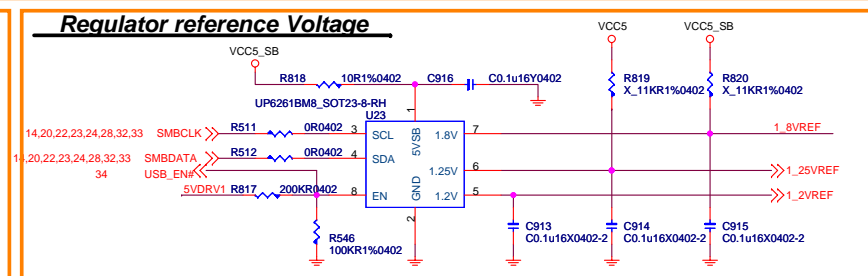 Regulator reference Voltage
VCC5_SB
VCC5
VCC5_SB
R818
10R1%0402
C916
C0.1u16Y0402
R819
X_11KR1%0402
R820
X_11KR1%0402
UP6261BM8_SOT23-8-RH
U23
1
5VSB
14,20,22,23,24,28,32,33
SMBCLK
R511
0R0402
3
SCL
1.8V
7
1_8VREF
14,20,22,23,24,28,32,33
SMBDATA
R512
0R0402
4
SDA
34
USB_EN#
1.25V
6
1_25VREF
5VDRV1
R817
200KR0402
8
EN
GND
1.2V
5
1_2VREF
2
R546
100KR1%0402
C913
C0.1u16X0402-2
C914
C0.1u16X0402-2
C915
C0.1u16X0402-2